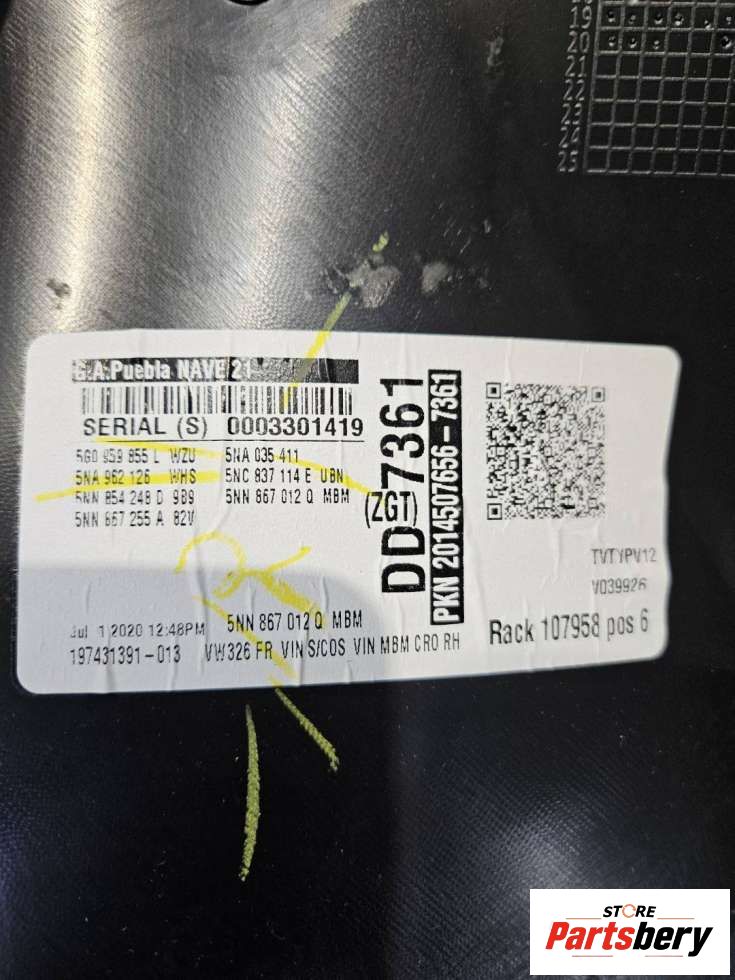 19
20
21
22
23
24
25
G.A.Puebla NAVE 21
SERIAL (S) 0003301419
5G0 959 855 L WZU 5NA 035 411
5NA 962 126 WHS 5NC 837 114 E UBN
5NN 854 248 D 9B9 5NN 867 012 Q MBM
5NN 867 255 A 82V
DD 7361
(ZGT)
PKN 2014507656-7361
TVTYPV12
V039926
5NN 867 012 Q MBM
Jul 1 2020 12:48PM
197431391-013 VW326 FR VIN S/COS VIN MBM CRO RH
Rack 107958 pos 6
STORE
Partsbery